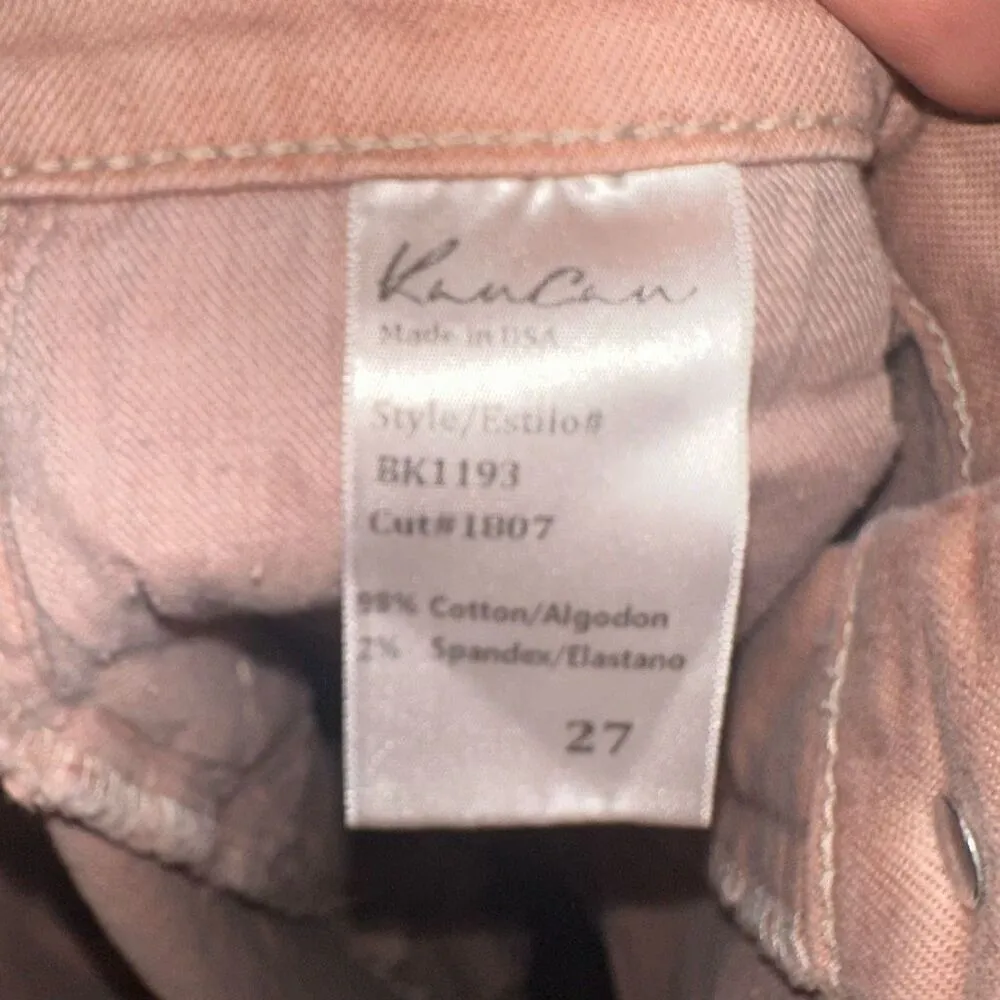 KanCan
Made in USA
Style/Estilo#
BK1193
Cut#1807
98% Cotton/Algodon
2% Spandex/Elastano
27